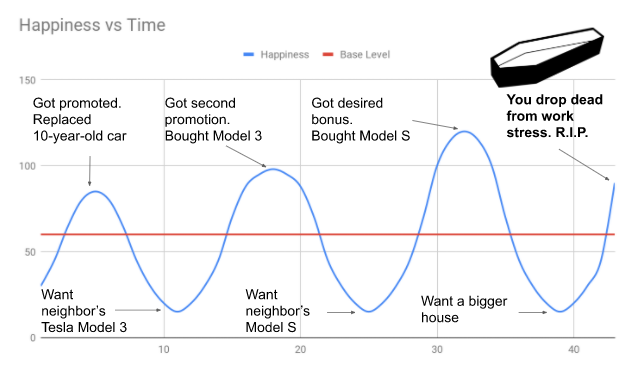 Happiness vs Time
Happiness
Base Level
150
Got promoted.
Replaced
10-year-old car
Got second
promotion.
Bought Model 3
Got desired
bonus.
Bought Model S
You drop dead
from work
stress. R.I.P.
100
50
Want
neighbor's
Tesla Model 3
Want
neighbor's
Model S
Want a bigger
house
0
10
20
30
40